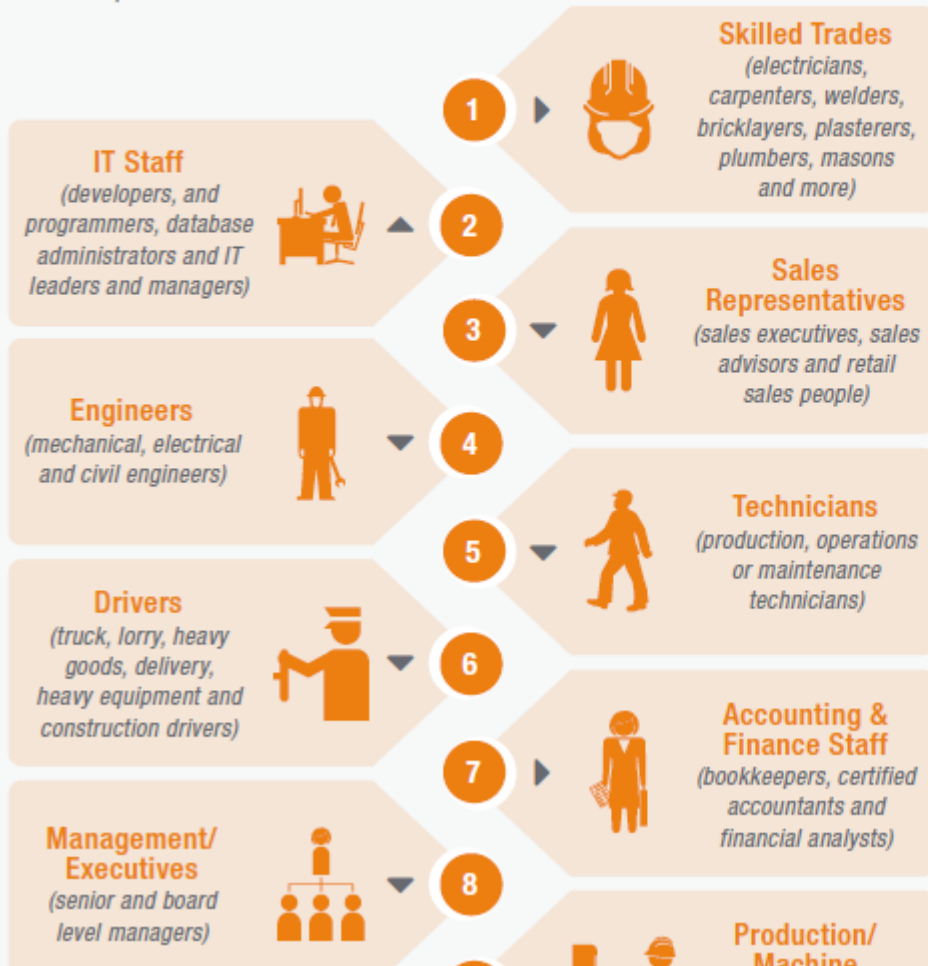 1
Skilled Trades
(electricians,
carpenters, welders,
bricklayers, plasterers,
plumbers, masons
and more)
2
IT Staff
(developers, and
programmers, database
administrators and IT
leaders and managers)
3
Sales
Representatives
(sales executives, sales
advisors and retail
sales people)
4
Engineers
(mechanical, electrical
and civil engineers)
5
Technicians
(production, operations
or maintenance
technicians)
6
Drivers
(truck, lorry, heavy
goods, delivery,
heavy equipment and
construction drivers)
7
Accounting &
Finance Staff
(bookkeepers, certified
accountants and
financial analysts)
8
Management/
Executives
(senior and board
level managers)
Production/
Machine